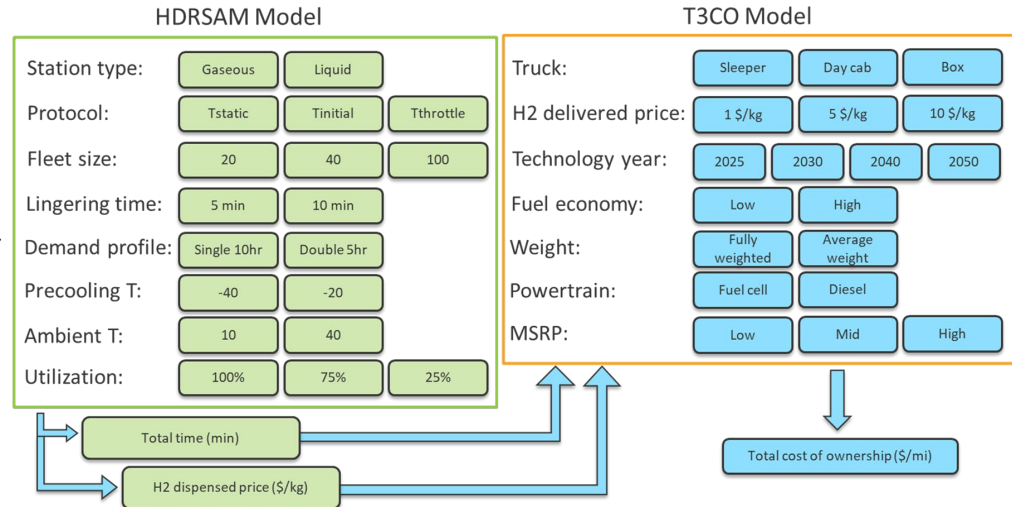 HDRSAM Model
Station type: Gaseous Liquid
Protocol: Tstatic Tinitial Tthrottle
Fleet size: 20 40 100
Lingering time: 5 min 10 min
Demand profile: Single 10hr Double 5hr
Precooling T: -40 -20
Ambient T: 10 40
Utilization: 100% 75% 25%
Total time (min)
H2 dispensed price ($/kg)
T3CO Model
Truck: Sleeper Day cab Box
H2 delivered price: 1 $/kg 5 $/kg 10 $/kg
Technology year: 2025 2030 2040 2050
Fuel economy: Low High
Weight: Fully weighted Average weight
Powertrain: Fuel cell Diesel
MSRP: Low Mid High
Total cost of ownership ($/mi)